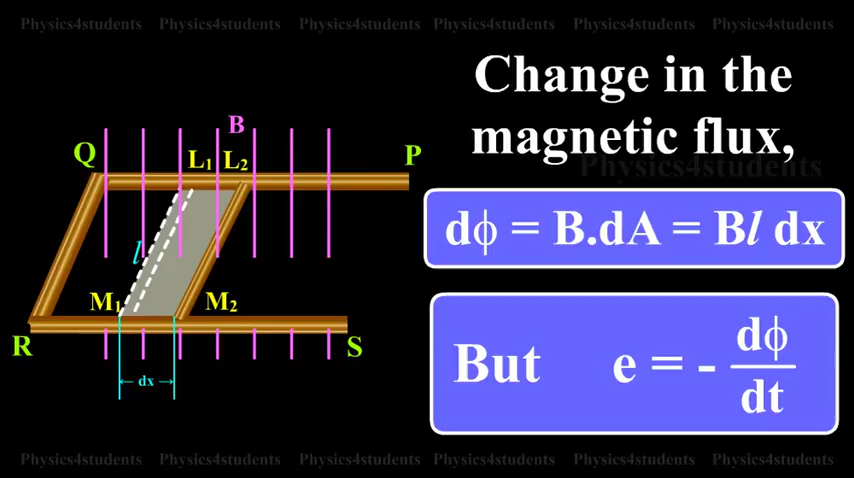 Physics4students Physics4students Physics4students Physics4students Physics4students Physics4students
Change in the
magnetic flux,
Physics4students
B
Q
L₁ L₂
P
dϕ = B.dA = Bl dx
l
M₁
M₂
R
S
dx
But e = - dϕ/dt
Physics4students Physics4students Physics4students Physics4students Physics4students Physics4students